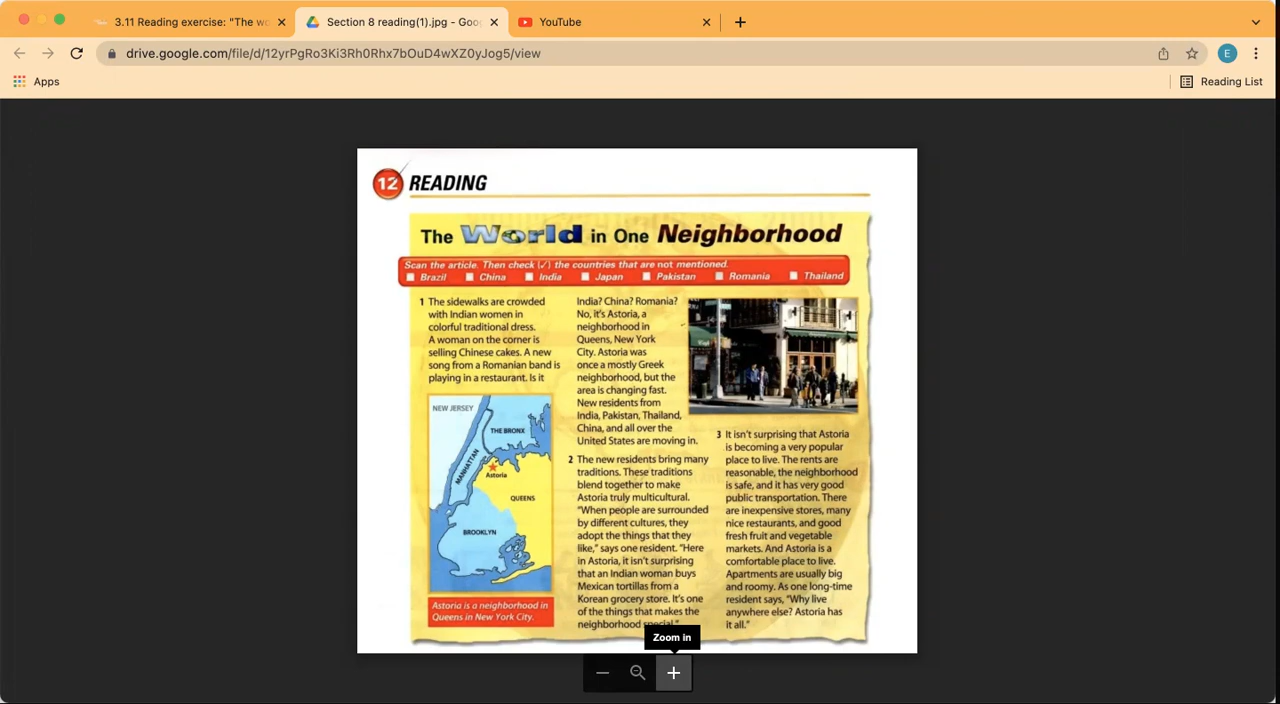 3.11 Reading exercise: "The wo
Section 8 reading(1).jpg - Goo
YouTube
drive.google.com/file/d/12yrPgRo3Ki3Rh0Rhx7bOuD4wXZ0yJog5/view
E
Apps
Reading List
12 READING
The World in One Neighborhood
Scan the article. Then check (✓) the countries that are not mentioned.
Brazil China India Japan Pakistan Romania Thailand
1 The sidewalks are crowded
with Indian women in
colorful traditional dress.
A woman on the corner is
selling Chinese cakes. A new
song from a Romanian band is
playing in a restaurant. Is it
NEW JERSEY
THE BRONX
MANHATTAN
Astoria
QUEENS
BROOKLYN
Astoria is a neighborhood in
Queens in New York City.
India? China? Romania?
No, it's Astoria, a
neighborhood in
Queens, New York
City. Astoria was
once a mostly Greek
neighborhood, but the
area is changing fast.
New residents from
India, Pakistan, Thailand,
China, and all over the
United States are moving in.
2 The new residents bring many
traditions. These traditions
blend together to make
Astoria truly multicultural.
"When people are surrounded
by different cultures, they
adopt the things that they
like," says one resident. "Here
in Astoria, it isn't surprising
that an Indian woman buys
Mexican tortillas from a
Korean grocery store. It's one
of the things that makes the
neighborhood special."
3 It isn't surprising that Astoria
is becoming a very popular
place to live. The rents are
reasonable, the neighborhood
is safe, and it has very good
public transportation. There
are inexpensive stores, many
nice restaurants, and good
fresh fruit and vegetable
markets. And Astoria is a
comfortable place to live.
Apartments are usually big
and roomy. As one long-time
resident says, "Why live
anywhere else? Astoria has
it all."
Zoom in